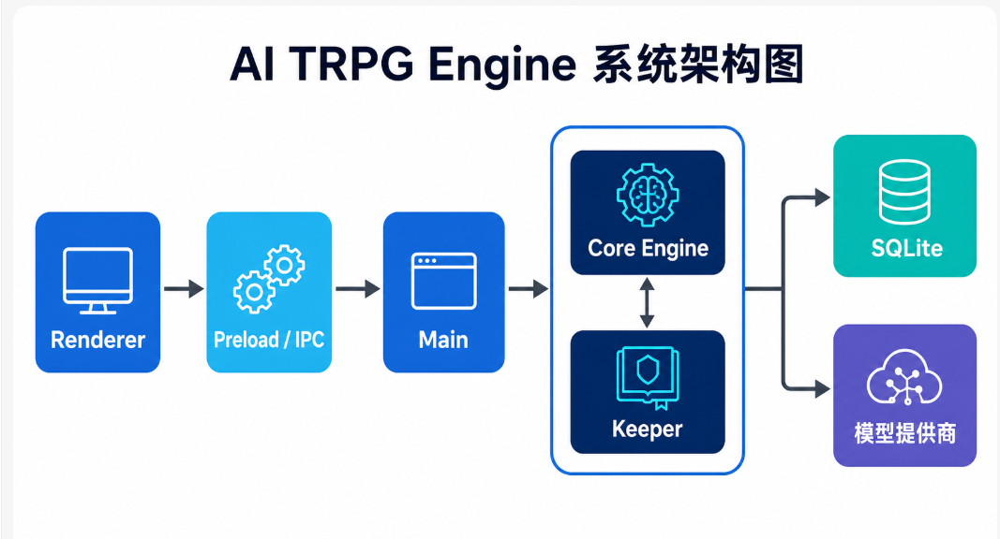 AI TRPG Engine 系统架构图
Renderer
Preload / IPC
Main
Core Engine
Keeper
SQLite
模型提供商